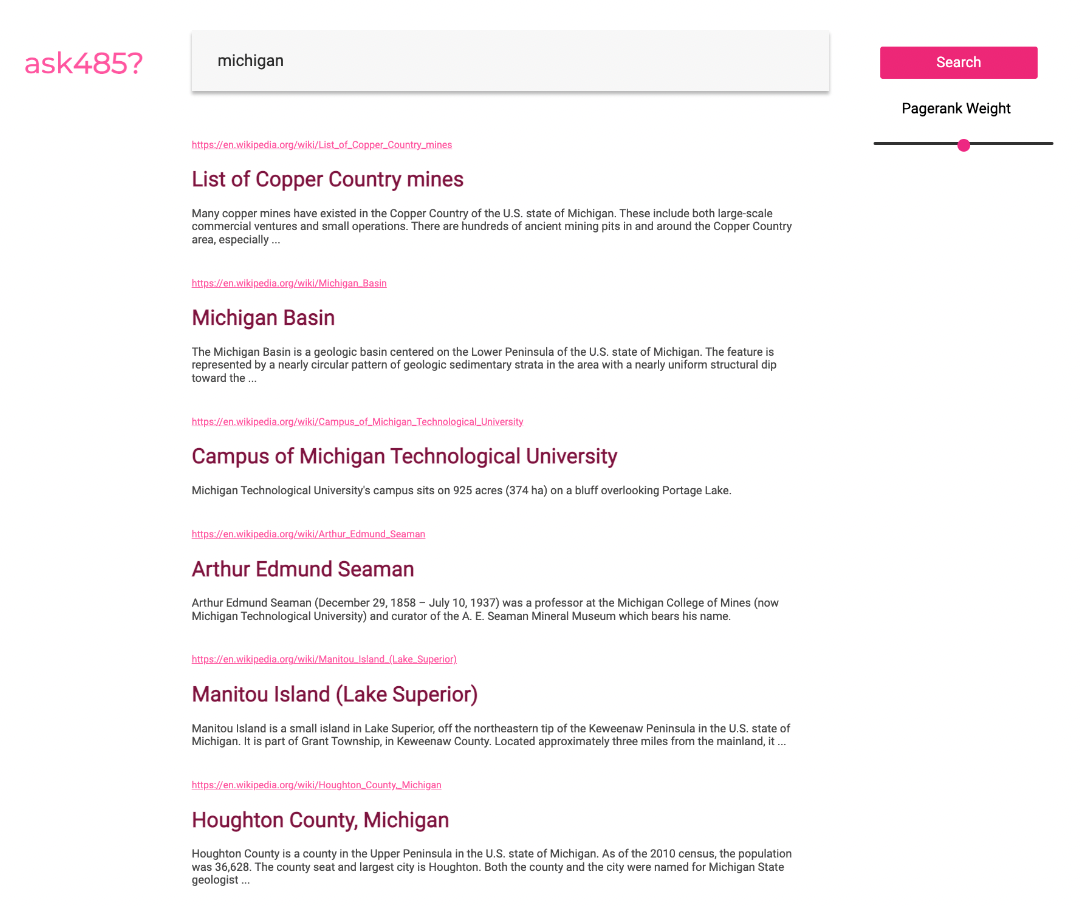 ask485?
michigan
Search
Pagerank Weight
https://en.wikipedia.org/wiki/List_of_Copper_Country_mines
List of Copper Country mines
Many copper mines have existed in the Copper Country of the U.S. state of Michigan. These include both large-scale
commercial ventures and small operations. There are hundreds of ancient mining pits in and around the Copper Country
area, especially ...
https://en.wikipedia.org/wiki/Michigan_Basin
Michigan Basin
The Michigan Basin is a geologic basin centered on the Lower Peninsula of the U.S. state of Michigan. The feature is
represented by a nearly circular pattern of geologic sedimentary strata in the area with a nearly uniform structural dip
toward the ...
https://en.wikipedia.org/wiki/Campus_of_Michigan_Technological_University
Campus of Michigan Technological University
Michigan Technological University's campus sits on 925 acres (374 ha) on a bluff overlooking Portage Lake.
https://en.wikipedia.org/wiki/Arthur_Edmund_Seaman
Arthur Edmund Seaman
Arthur Edmund Seaman (December 29, 1858 – July 10, 1937) was a professor at the Michigan College of Mines (now
Michigan Technological University) and curator of the A. E. Seaman Mineral Museum which bears his name.
https://en.wikipedia.org/wiki/Manitou_Island_(Lake_Superior)
Manitou Island (Lake Superior)
Manitou Island is a small island in Lake Superior, off the northeastern tip of the Keweenaw Peninsula in the U.S. state of
Michigan. It is part of Grant Township, in Keweenaw County. Located approximately three miles from the mainland, it ...
https://en.wikipedia.org/wiki/Houghton_County,_Michigan
Houghton County, Michigan
Houghton County is a county in the Upper Peninsula in the U.S. state of Michigan. As of the 2010 census, the population
was 36,628. The county seat and largest city is Houghton. Both the county and the city were named for Michigan State
geologist ...